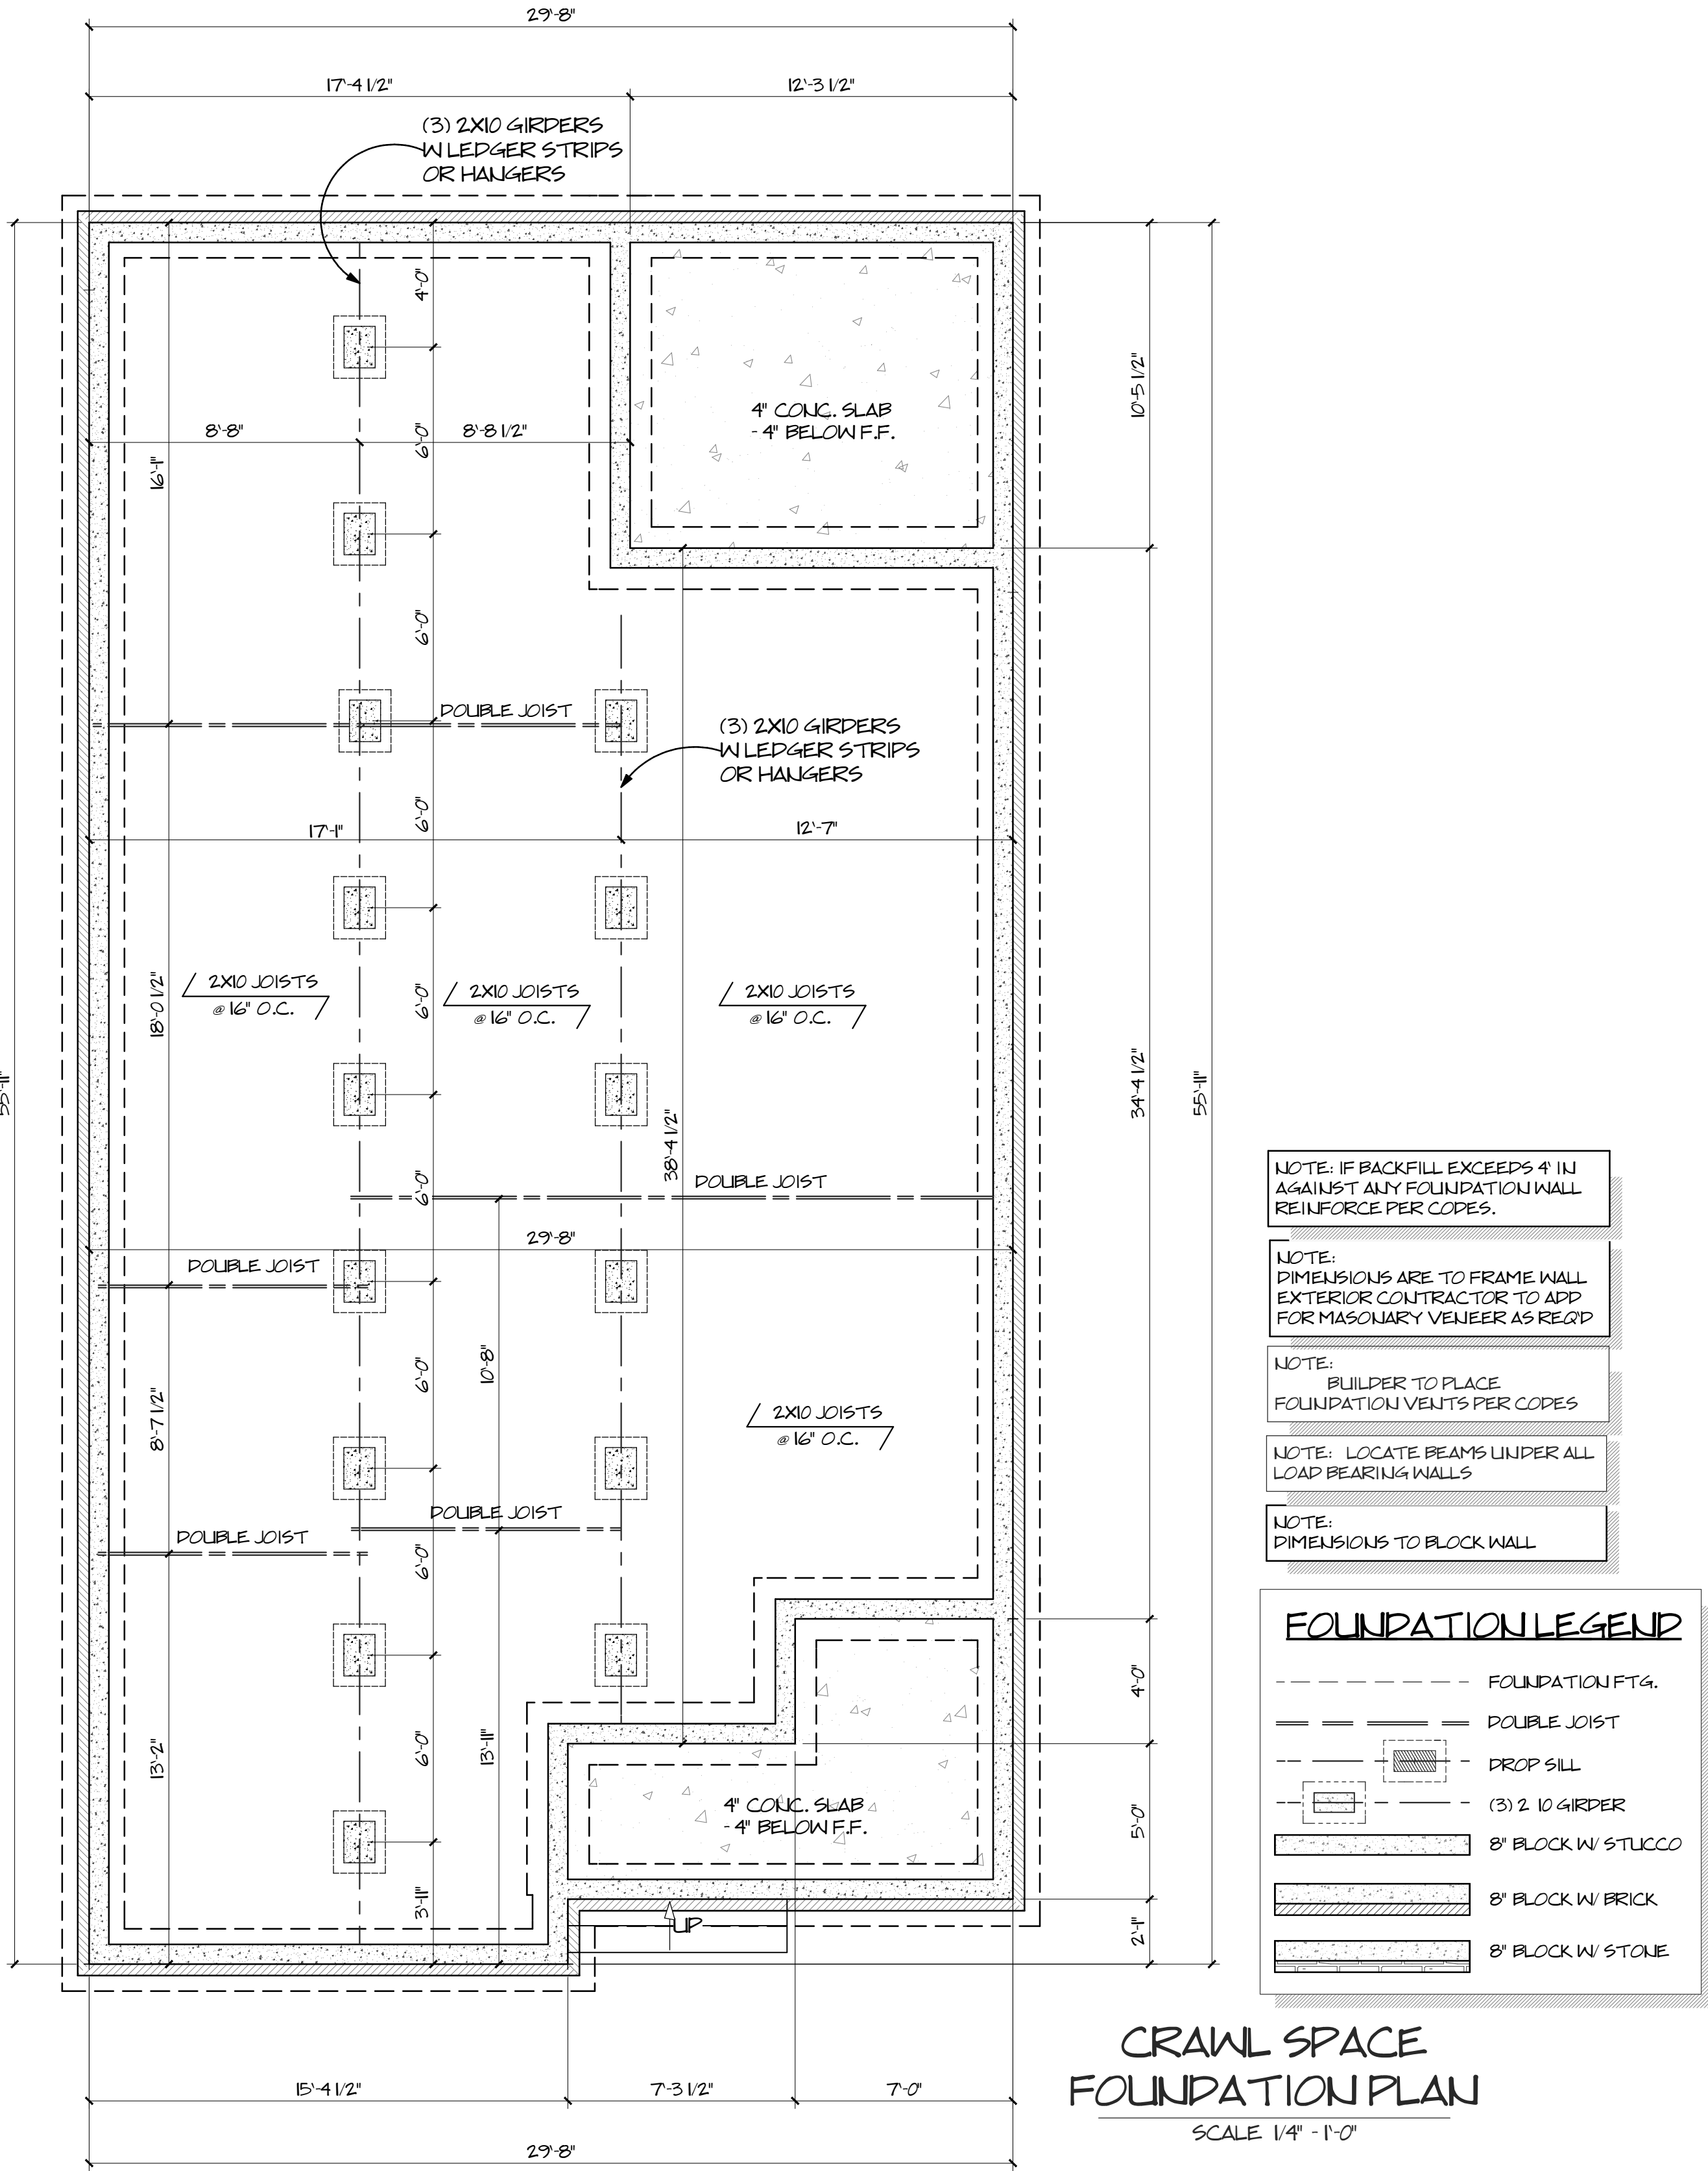 29'-8"
17'-4 1/2"
12'-3 1/2"
(3) 2X10 GIRDERS
W LEDGER STRIPS
OR HANGERS
4'-0"
10'-5 1/2"
4" CONC. SLAB
- 4" BELOW F.F.
8'-8"
8'-8 1/2"
6'-0"
16'-1"
6'-0"
DOUBLE JOIST
(3) 2X10 GIRDERS
W LEDGER STRIPS
OR HANGERS
6'-0"
17'-1"
12'-7"
2X10 JOISTS
@ 16" O.C.
2X10 JOISTS
@ 16" O.C.
2X10 JOISTS
@ 16" O.C.
18'-0 1/2"
6'-0"
55'-11"
34'-4 1/2"
55'-11"
38'-4 1/2"
6'-0"
DOUBLE JOIST
29'-8"
DOUBLE JOIST
10'-8"
6'-0"
8'-7 1/2"
2X10 JOISTS
@ 16" O.C.
DOUBLE JOIST
DOUBLE JOIST
6'-0"
4'-0"
13'-2"
6'-0"
13'-11"
4" CONC. SLAB
- 4" BELOW F.F.
5'-0"
3'-11"
UP
2'-1"
15'-4 1/2"
7'-3 1/2"
7'-0"
29'-8"
NOTE: IF BACKFILL EXCEEDS 4' IN
AGAINST ANY FOUNDATION WALL
REINFORCE PER CODES.
NOTE:
DIMENSIONS ARE TO FRAME WALL
EXTERIOR CONTRACTOR TO ADD
FOR MASONARY VENEER AS REQ'D
NOTE:
BUILDER TO PLACE
FOUNDATION VENTS PER CODES
NOTE: LOCATE BEAMS UNDER ALL
LOAD BEARING WALLS
NOTE:
DIMENSIONS TO BLOCK WALL
FOUNDATION LEGEND
FOUNDATION FTG.
DOUBLE JOIST
DROP SILL
(3) 2 10 GIRDER
8" BLOCK W/ STUCCO
8" BLOCK W/ BRICK
8" BLOCK W/ STONE
CRAWL SPACE
FOUNDATION PLAN
SCALE 1/4" - 1'-0"